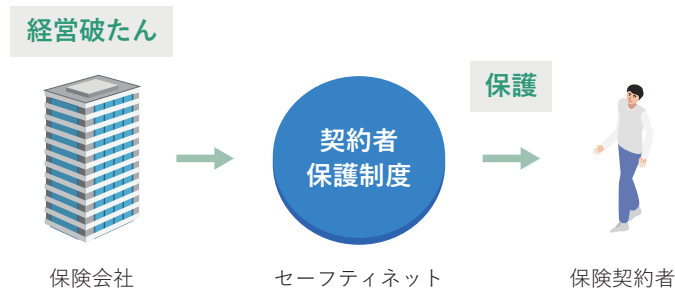 経営破たん
保護
契約者
保護制度
保険会社
セーフティネット
保険契約者